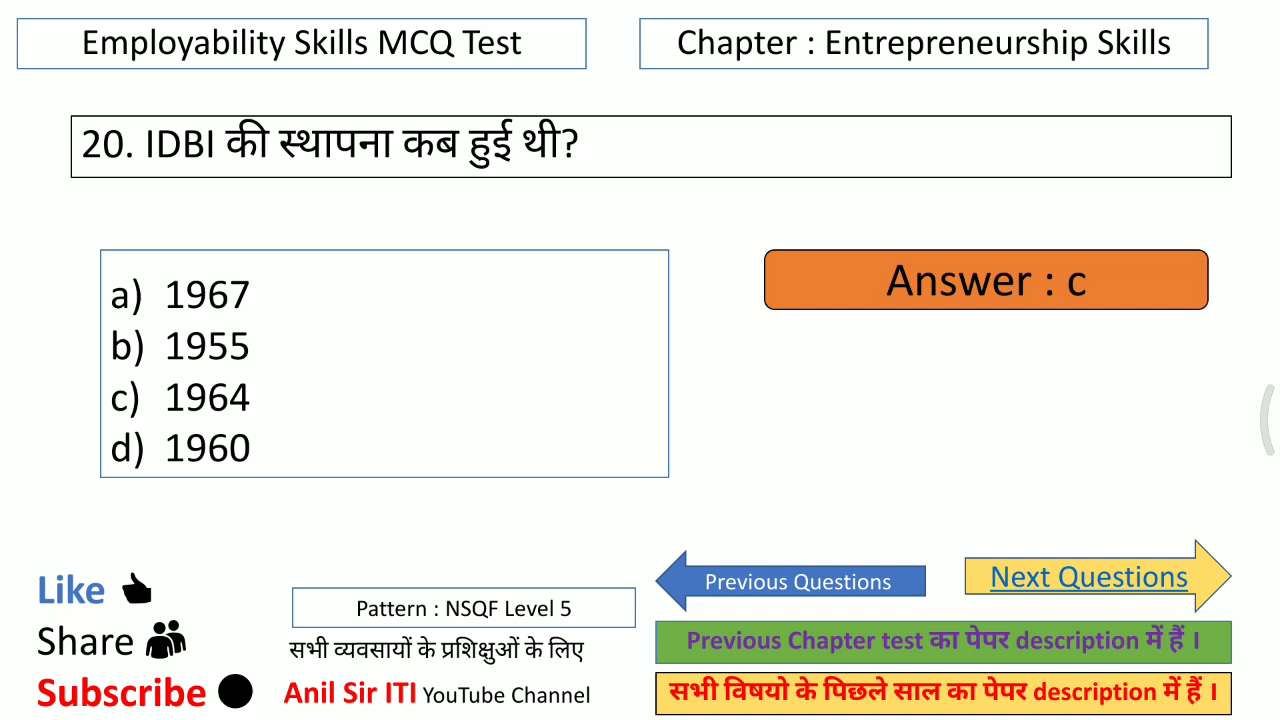 Employability Skills MCQ Test
Chapter : Entrepreneurship Skills
20. IDBI की स्थापना कब हुई थी?
a) 1967
b) 1955
c) 1964
d) 1960
Answer : c
Like
Share
Subscribe
Pattern : NSQF Level 5
सभी व्यवसायों के प्रशिक्षुओं के लिए
Anil Sir ITI YouTube Channel
Previous Questions
Next Questions
Previous Chapter test का पेपर description में हैं ।
सभी विषयो के पिछले साल का पेपर description में हैं ।